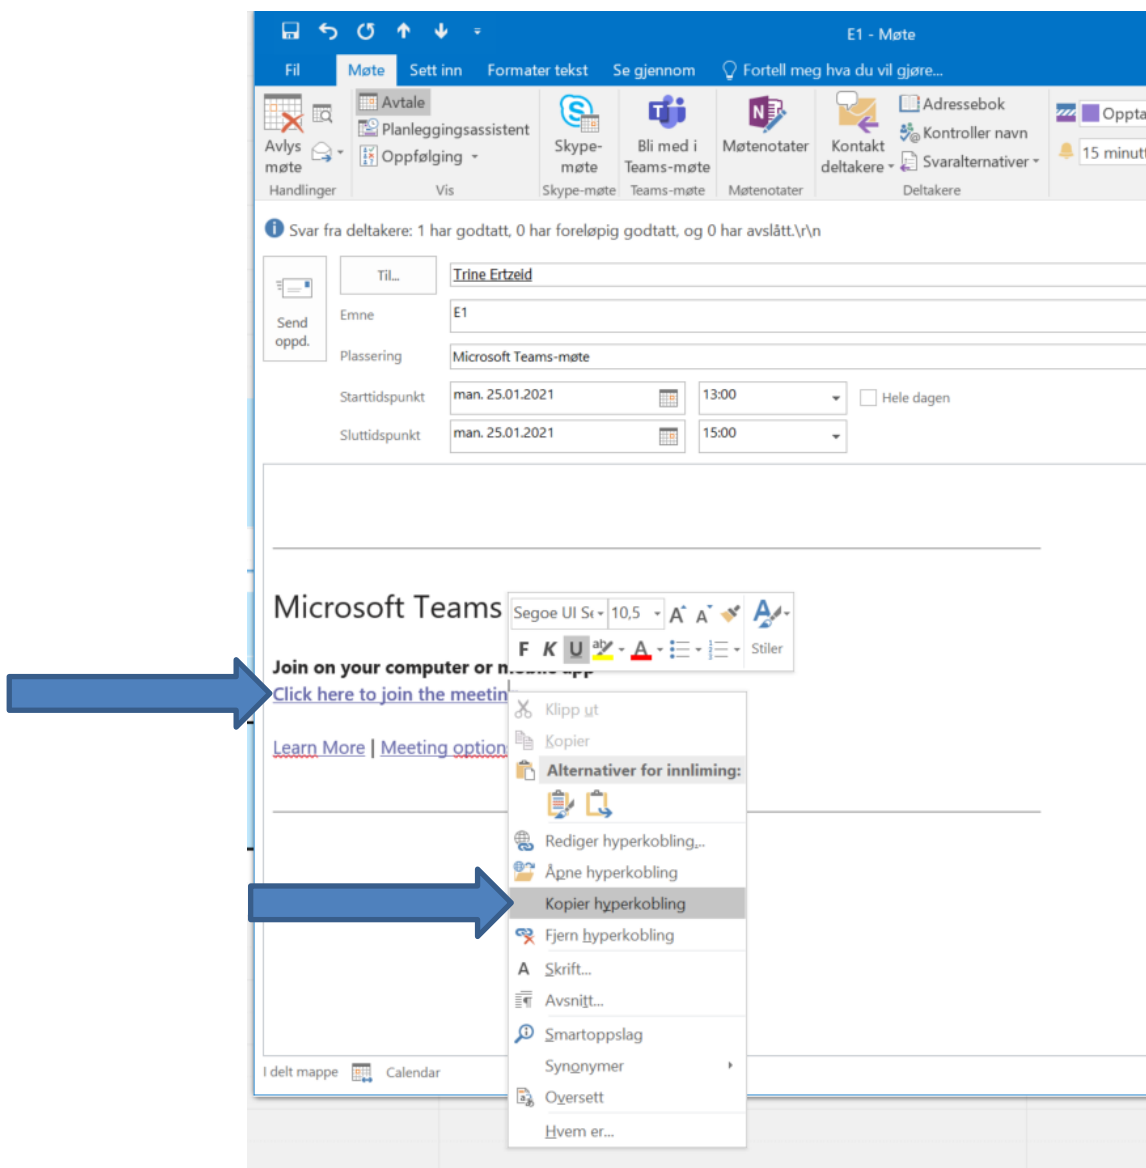 E1 - Møte
Fil Møte Sett inn Formater tekst Se gjennom Fortell meg hva du vil gjøre...
Avlys møte
Handlinger
Avtale
Planleggingsassistent
Oppfølging
Vis
Skype-møte
Skype-møte
Bli med i Teams-møte
Teams-møte
Møtenotater
Møtenotater
Kontakt deltakere
Adressebok
Kontroller navn
Svaralternativer
Deltakere
Oppta
15 minutt
Svar fra deltakere: 1 har godtatt, 0 har foreløpig godtatt, og 0 har avslått.\r\n
Send oppd.
Til... Trine Ertzeid
Emne E1
Plassering Microsoft Teams-møte
Starttidspunkt man. 25.01.2021 13:00 Hele dagen
Sluttidspunkt man. 25.01.2021 15:00
Microsoft Teams
Segoe UI Se 10,5
F K U A Stiler
Join on your computer or mobile app
Click here to join the meetin
Learn More | Meeting option
Klipp ut
Kopier
Alternativer for innliming:
Rediger hyperkobling...
Åpne hyperkobling
Kopier hyperkobling
Fjern hyperkobling
Skrift...
Avsnitt...
Smartoppslag
Synonymer
Oversett
Hvem er...
I delt mappe Calendar